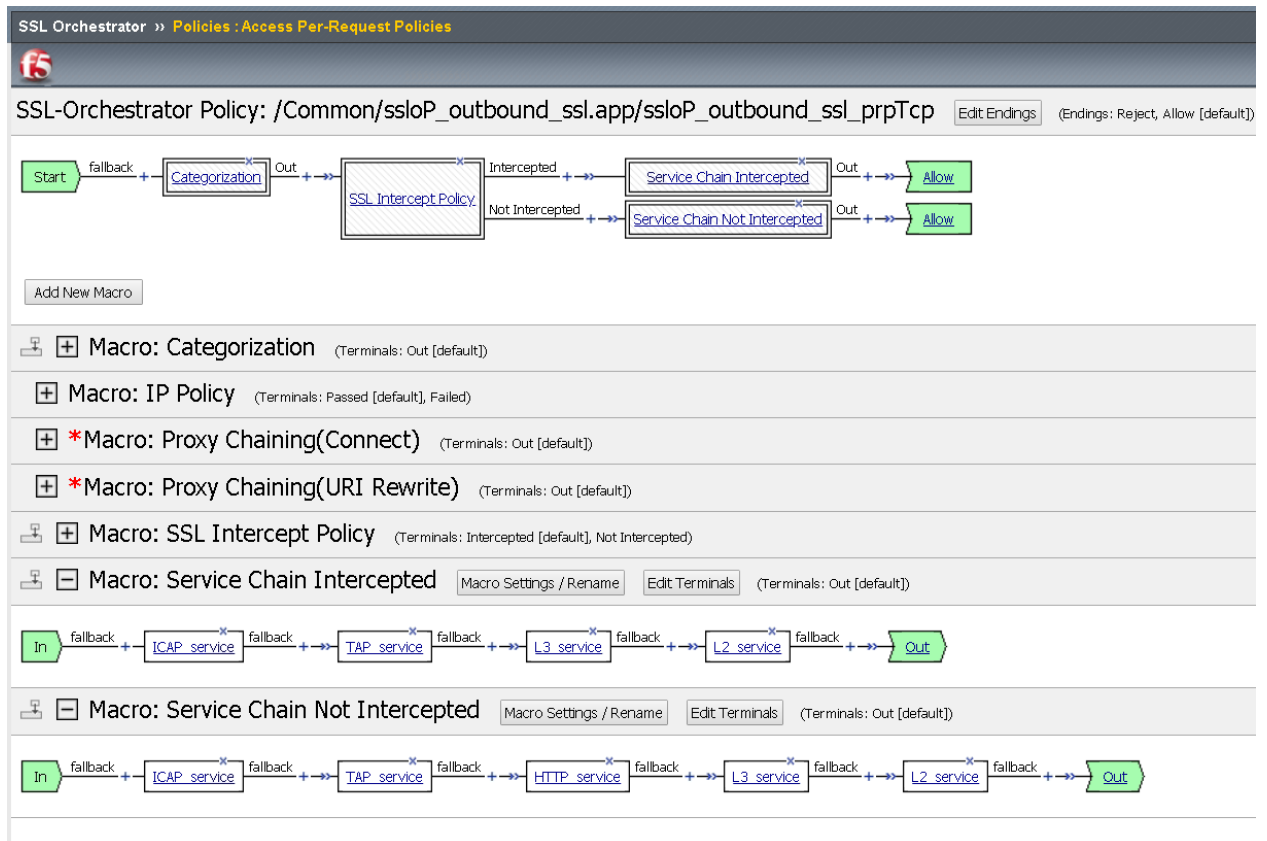 SSL Orchestrator ›› Policies : Access Per-Request Policies
f5
SSL-Orchestrator Policy: /Common/ssloP_outbound_ssl.app/ssloP_outbound_ssl_prpTcp Edit Endings (Endings: Reject, Allow [default])
Start fallback + Categorization Out + SSL Intercept Policy Intercepted + Service Chain Intercepted Out + Allow
Not Intercepted + Service Chain Not Intercepted Out + Allow
Add New Macro
Macro: Categorization (Terminals: Out [default])
Macro: IP Policy (Terminals: Passed [default], Failed)
*Macro: Proxy Chaining(Connect) (Terminals: Out [default])
*Macro: Proxy Chaining(URI Rewrite) (Terminals: Out [default])
Macro: SSL Intercept Policy (Terminals: Intercepted [default], Not Intercepted)
Macro: Service Chain Intercepted Macro Settings / Rename Edit Terminals (Terminals: Out [default])
In fallback + ICAP_service fallback + TAP_service fallback + L3_service fallback + L2_service fallback + Out
Macro: Service Chain Not Intercepted Macro Settings / Rename Edit Terminals (Terminals: Out [default])
In fallback + ICAP_service fallback + TAP_service fallback + HTTP_service fallback + L3_service fallback + L2_service fallback + Out